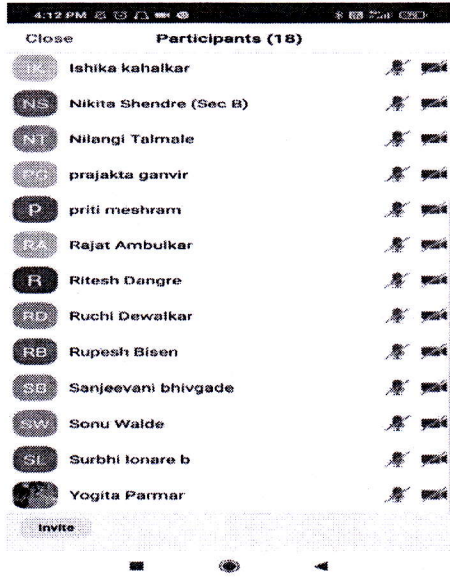 4:12 PM
Close Participants (18)
IK Ishika kahalkar
NS Nikita Shendre (Sec B)
NT Nilangi Talmale
PG prajakta ganvir
P priti meshram
RA Rajat Ambulkar
R Ritesh Dangre
RD Ruchi Dewalkar
RB Rupesh Bisen
SB Sanjeevani bhivgade
SW Sonu Walde
SL Surbhi lonare b
Yogita Parmar
Invite